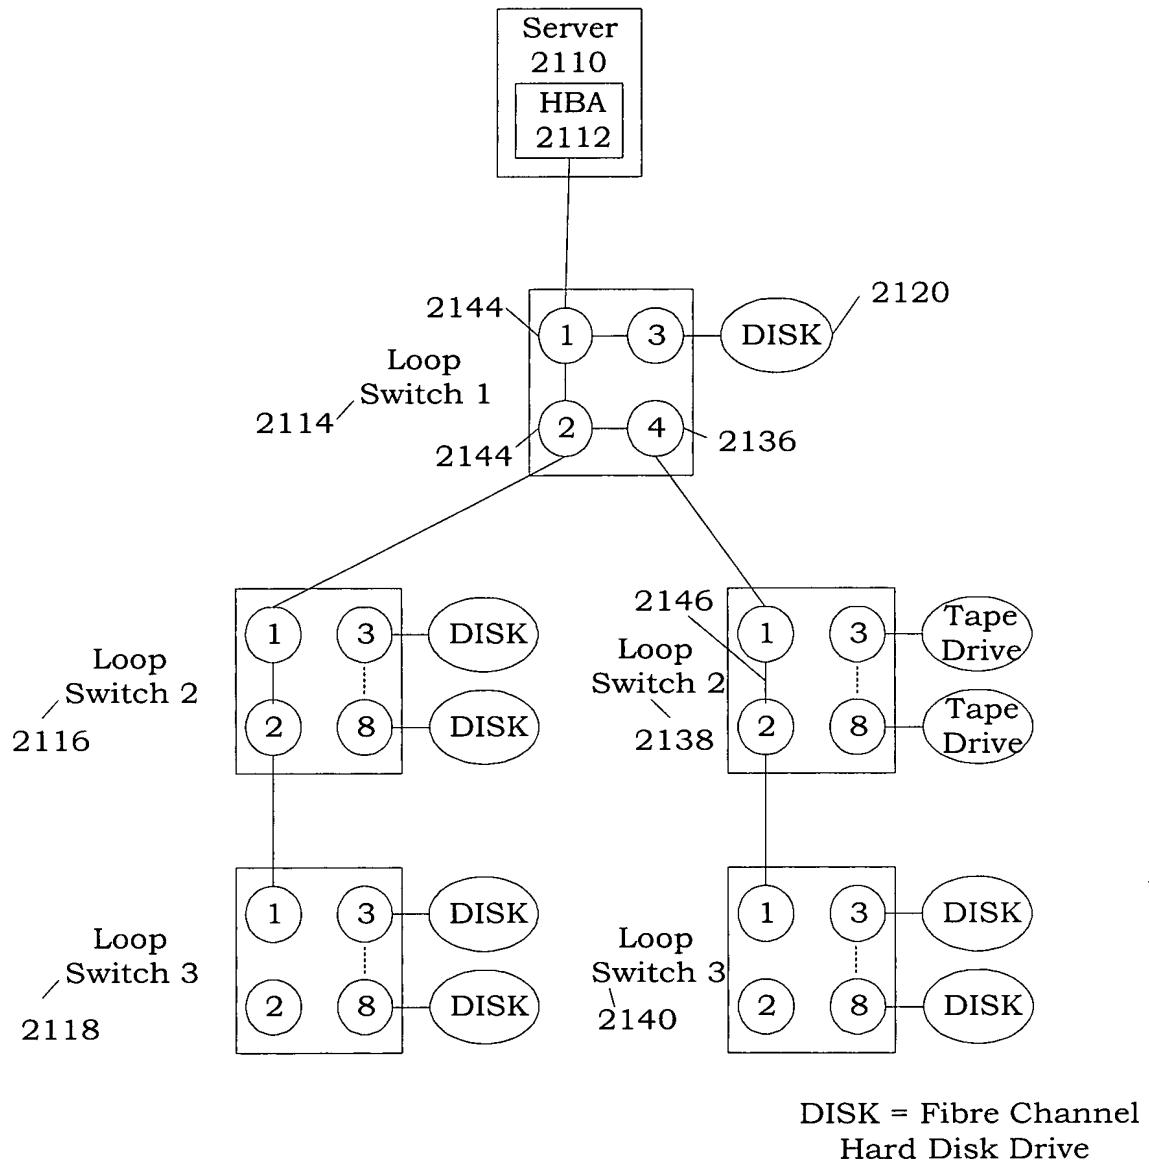 Server
2110
HBA
2112
2144
1
3
DISK
2120
Loop
Switch 1
2114
2
4
2144
2136
1
3
DISK
Loop
Switch 2
2116
2
8
DISK
2146
1
3
Tape
Drive
Loop
Switch 2
2138
2
8
Tape
Drive
1
3
DISK
Loop
Switch 3
2118
2
8
DISK
1
3
DISK
Loop
Switch 3
2140
2
8
DISK
DISK = Fibre Channel
Hard Disk Drive